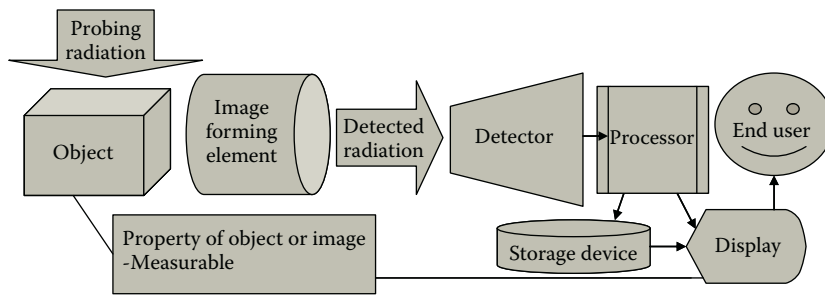 Probing
radiation
Object
Image
forming
element
Detected
radiation
Detector
Processor
End user
Property of object or image
-Measurable
Storage device
Display